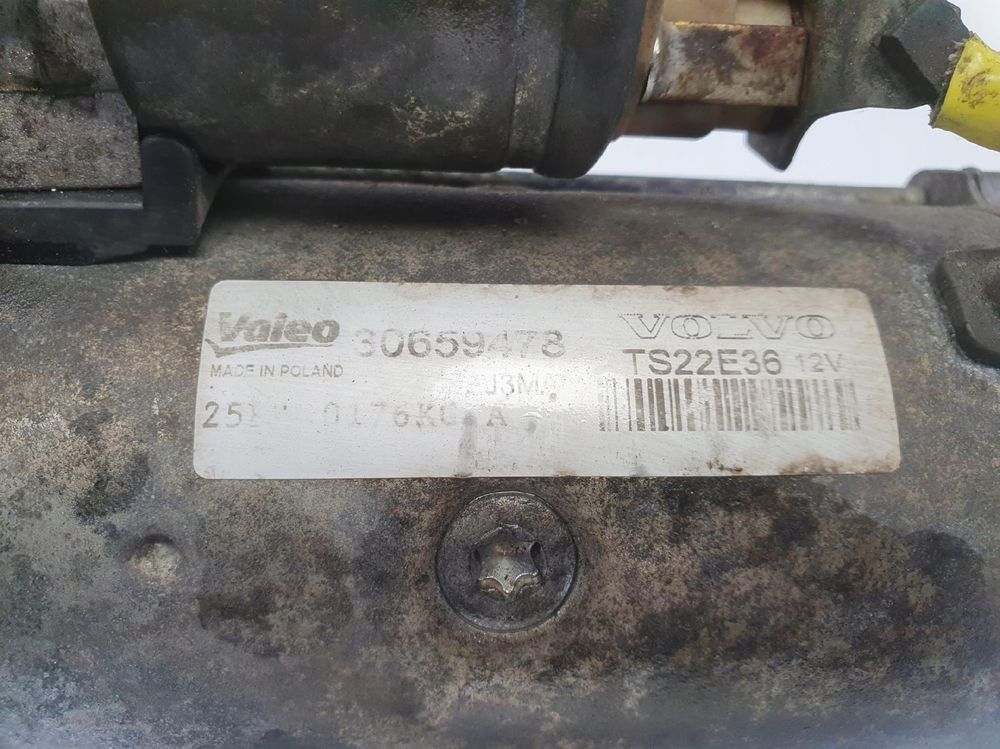 Valeo 30659478
MADE IN POLAND
VOLVO
TS22E36 12V